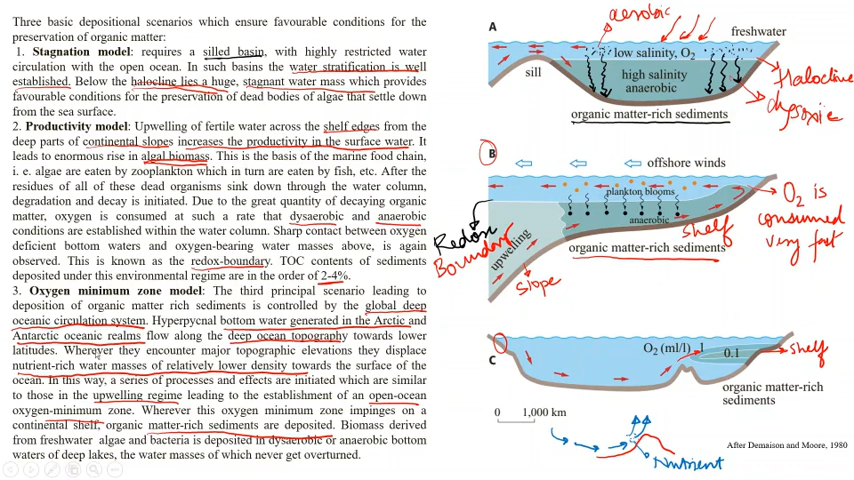 Three basic depositional scenarios which ensure favourable conditions for the
preservation of organic matter:
1. Stagnation model: requires a silled basin, with highly restricted water
circulation with the open ocean. In such basins the water stratification is well
established. Below the halocline lies a huge, stagnant water mass which provides
favourable conditions for the preservation of dead bodies of algae that settle down
from the sea surface.
2. Productivity model: Upwelling of fertile water across the shelf edges from the
deep parts of continental slopes increases the productivity in the surface water. It
leads to enormous rise in algal biomass. This is the basis of the marine food chain,
i. e. algae are eaten by zooplankton which in turn are eaten by fish, etc. After the
residues of all of these dead organisms sink down through the water column,
degradation and decay is initiated. Due to the great quantity of decaying organic
matter, oxygen is consumed at such a rate that dysaerobic and anaerobic
conditions are established within the water column. Sharp contact between oxygen
deficient bottom waters and oxygen-bearing water masses above, is again
observed. This is known as the redox-boundary. TOC contents of sediments
deposited under this environmental regime are in the order of 2-4%.
3. Oxygen minimum zone model: The third principal scenario leading to
deposition of organic matter rich sediments is controlled by the global deep
oceanic circulation system. Hyperpycnal bottom water generated in the Arctic and
Antarctic oceanic realms flow along the deep ocean topography towards lower
latitudes. Wherever they encounter major topographic elevations they displace
nutrient-rich water masses of relatively lower density towards the surface of the
ocean. In this way, a series of processes and effects are initiated which are similar
to those in the upwelling regime leading to the establishment of an open-ocean
oxygen-minimum zone. Wherever this oxygen minimum zone impinges on a
continental shelf, organic matter-rich sediments are deposited. Biomass derived
from freshwater algae and bacteria is deposited in dysaerobic or anaerobic bottom
waters of deep lakes, the water masses of which never get overturned.
aerobic
A
freshwater
low salinity, O2
sill
high salinity
anaerobic
Halocline
dysoxic
organic matter-rich sediments
B
offshore winds
plankton blooms
anaerobic
O2 is
consumed
very fast
Redox
Boundary
upwelling
shelf
slope
organic matter-rich sediments
O2 (ml/l) 1
0.1
shelf
C
organic matter-rich
sediments
0 1,000 km
Nutrient
After Demaison and Moore, 1980